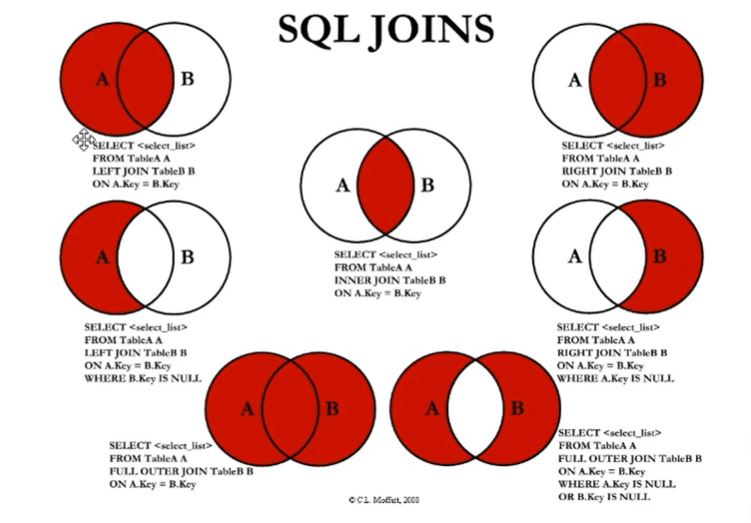 SQL JOINS
A B
SELECT <select_list>
FROM TableA A
LEFT JOIN TableB B
ON A.Key = B.Key
A B
SELECT <select_list>
FROM TableA A
RIGHT JOIN TableB B
ON A.Key = B.Key
A B
SELECT <select_list>
FROM TableA A
INNER JOIN TableB B
ON A.Key = B.Key
A B
SELECT <select_list>
FROM TableA A
LEFT JOIN TableB B
ON A.Key = B.Key
WHERE B.Key IS NULL
A B
SELECT <select_list>
FROM TableA A
RIGHT JOIN TableB B
ON A.Key = B.Key
WHERE A.Key IS NULL
A B
SELECT <select_list>
FROM TableA A
FULL OUTER JOIN TableB B
ON A.Key = B.Key
A B
SELECT <select_list>
FROM TableA A
FULL OUTER JOIN TableB B
ON A.Key = B.Key
WHERE A.Key IS NULL
OR B.Key IS NULL
© C.L. Moffatt, 2008